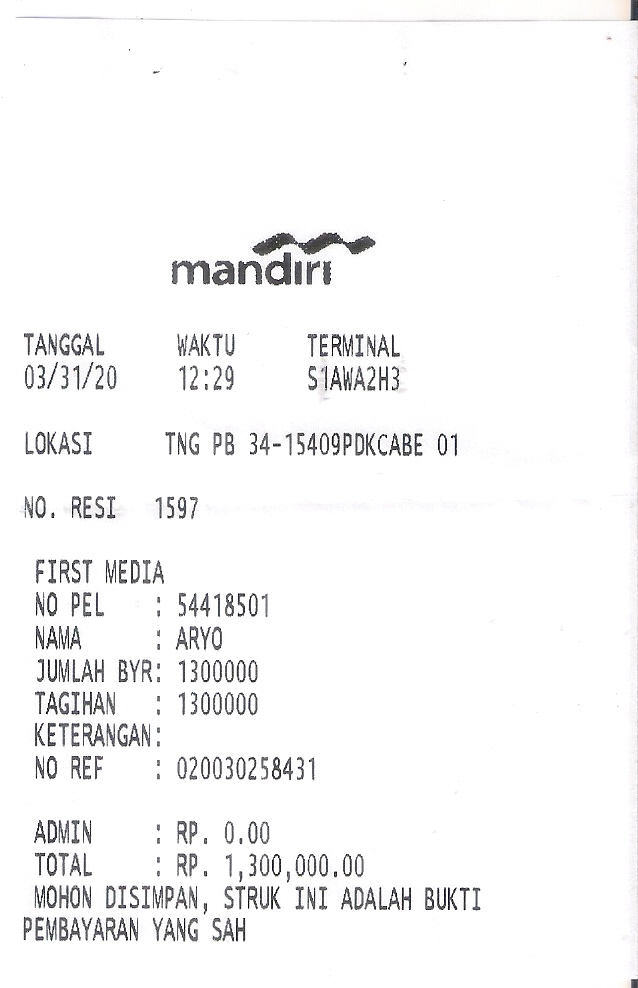 mandiri
TANGGAL WAKTU TERMINAL
03/31/20 12:29 S1AWA2H3
LOKASI TNG PB 34-15409PDKCABE 01
NO. RESI 1597
FIRST MEDIA
NO PEL : 54418501
NAMA : ARYO
JUMLAH BYR: 1300000
TAGIHAN : 1300000
KETERANGAN:
NO REF : 020030258431
ADMIN : RP. 0.00
TOTAL : RP. 1,300,000.00
MOHON DISIMPAN, STRUK INI ADALAH BUKTI
PEMBAYARAN YANG SAH